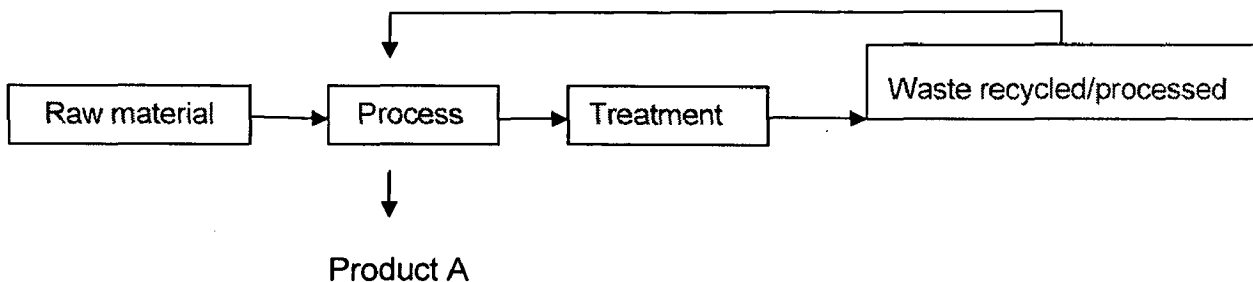 Raw material
Process
Treatment
Waste recycled/processed
Product A